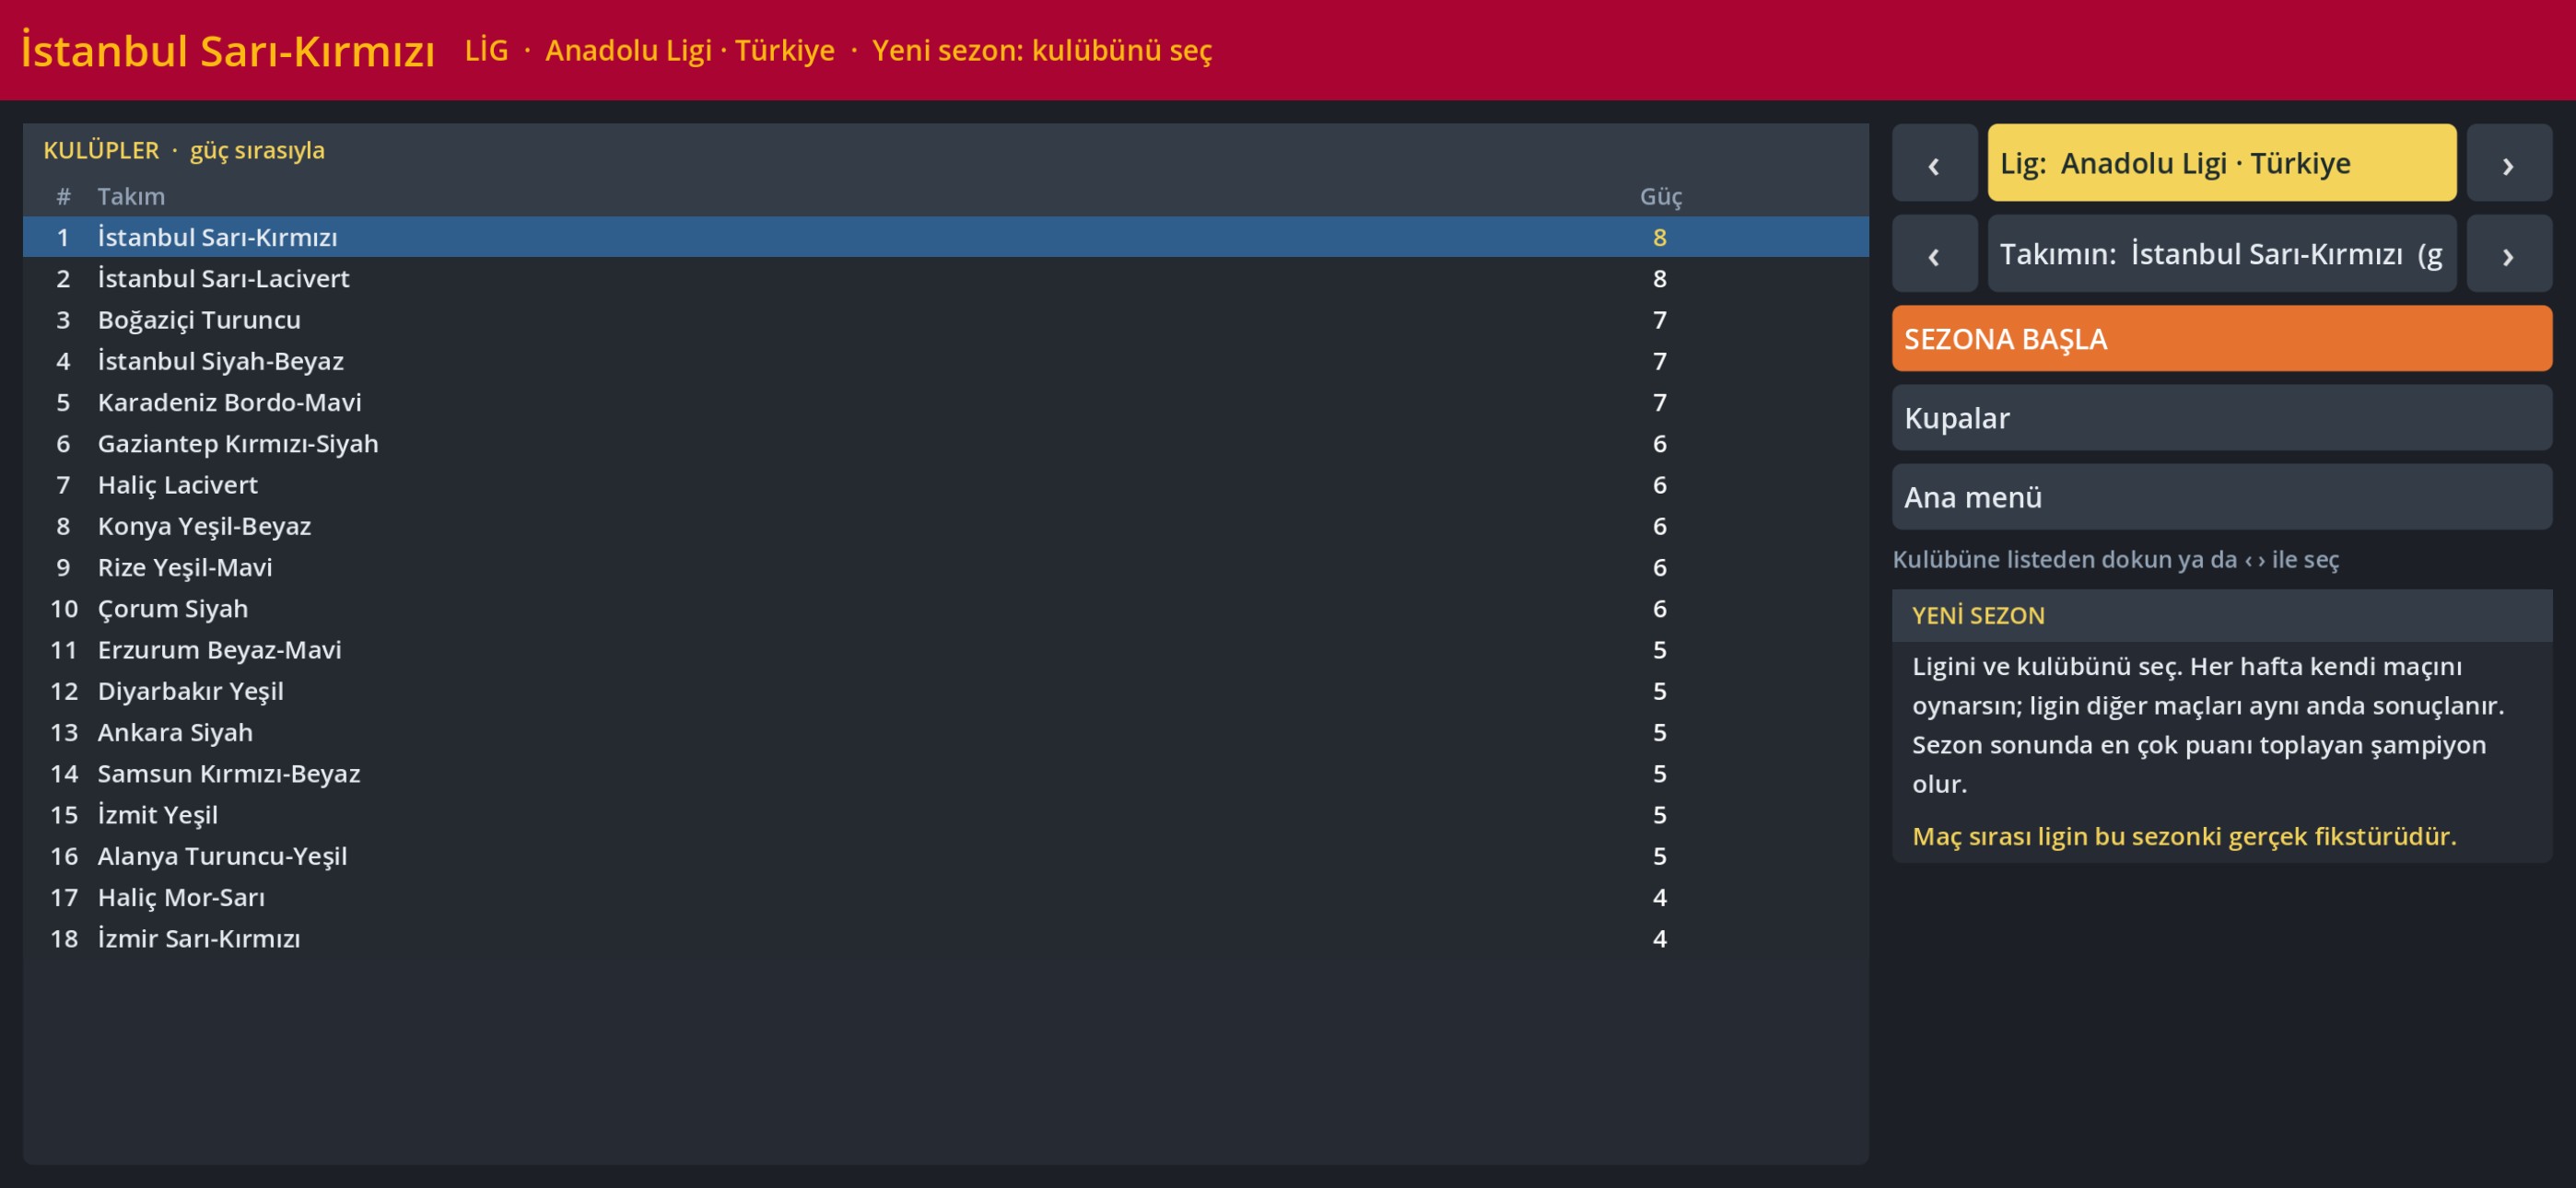 İstanbul Sarı-Kırmızı LİG · Anadolu Ligi · Türkiye · Yeni sezon: kulübünü seç
KULÜPLER · güç sırasıyla
# Takım Güç
1 İstanbul Sarı-Kırmızı 8
2 İstanbul Sarı-Lacivert 8
3 Boğaziçi Turuncu 7
4 İstanbul Siyah-Beyaz 7
5 Karadeniz Bordo-Mavi 7
6 Gaziantep Kırmızı-Siyah 6
7 Haliç Lacivert 6
8 Konya Yeşil-Beyaz 6
9 Rize Yeşil-Mavi 6
10 Çorum Siyah 6
11 Erzurum Beyaz-Mavi 5
12 Diyarbakır Yeşil 5
13 Ankara Siyah 5
14 Samsun Kırmızı-Beyaz 5
15 İzmit Yeşil 5
16 Alanya Turuncu-Yeşil 5
17 Haliç Mor-Sarı 4
18 İzmir Sarı-Kırmızı 4
‹ Lig: Anadolu Ligi · Türkiye ›
‹ Takımın: İstanbul Sarı-Kırmızı (g ›
SEZONA BAŞLA
Kupalar
Ana menü
Kulübüne listeden dokun ya da ‹ › ile seç
YENİ SEZON
Ligini ve kulübünü seç. Her hafta kendi maçını
oynarsın; ligin diğer maçları aynı anda sonuçlanır.
Sezon sonunda en çok puanı toplayan şampiyon
olur.
Maç sırası ligin bu sezonki gerçek fikstürüdür.